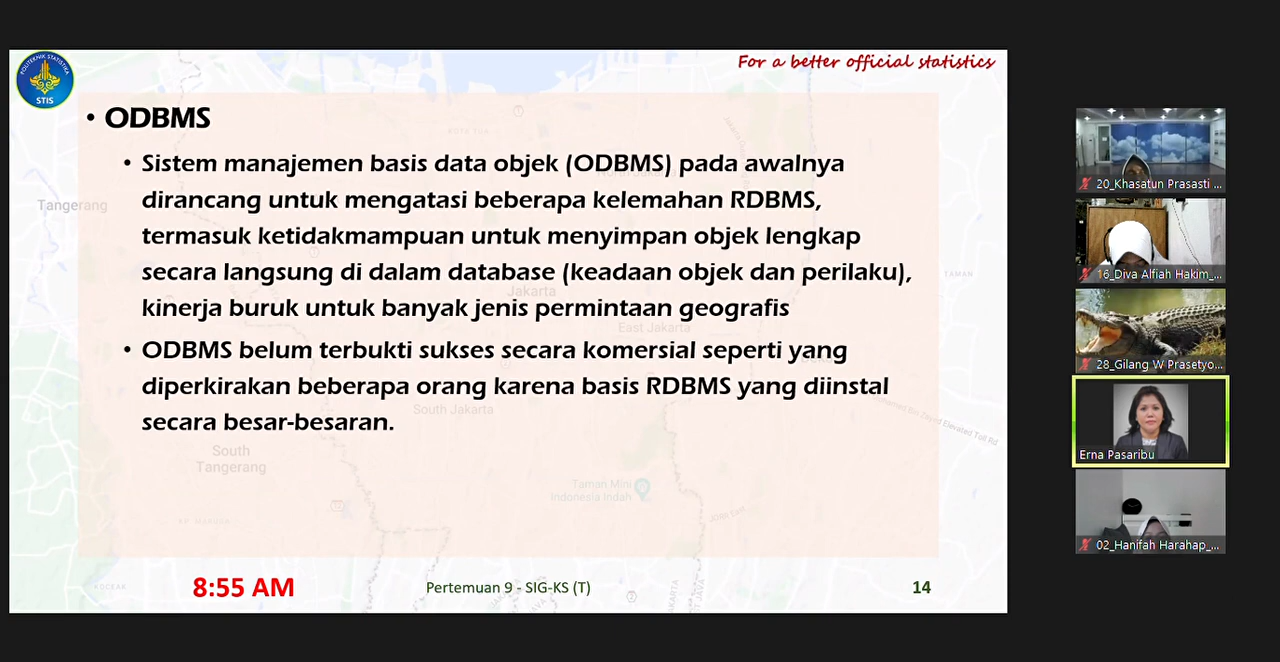 POLITEKNIK STATISTIKA
STIS
For a better official statistics
• ODBMS
• Sistem manajemen basis data objek (ODBMS) pada awalnya
dirancang untuk mengatasi beberapa kelemahan RDBMS,
termasuk ketidakmampuan untuk menyimpan objek lengkap
secara langsung di dalam database (keadaan objek dan perilaku),
kinerja buruk untuk banyak jenis permintaan geografis
• ODBMS belum terbukti sukses secara komersial seperti yang
diperkirakan beberapa orang karena basis RDBMS yang diinstal
secara besar-besaran.
Tangerang
Jakarta
TAMAN
East Jakarta
South Jakarta
South
Tangerang
Taman Mini
Indonesia Indah
8:55 AM
Pertemuan 9 - SIG-KS (T)
14
20_Khasatun Prasasti ...
16_Diva Alfiah Hakim_...
28_Gilang W Prasetyo...
Erna Pasaribu
02_Hanifah Harahap_...